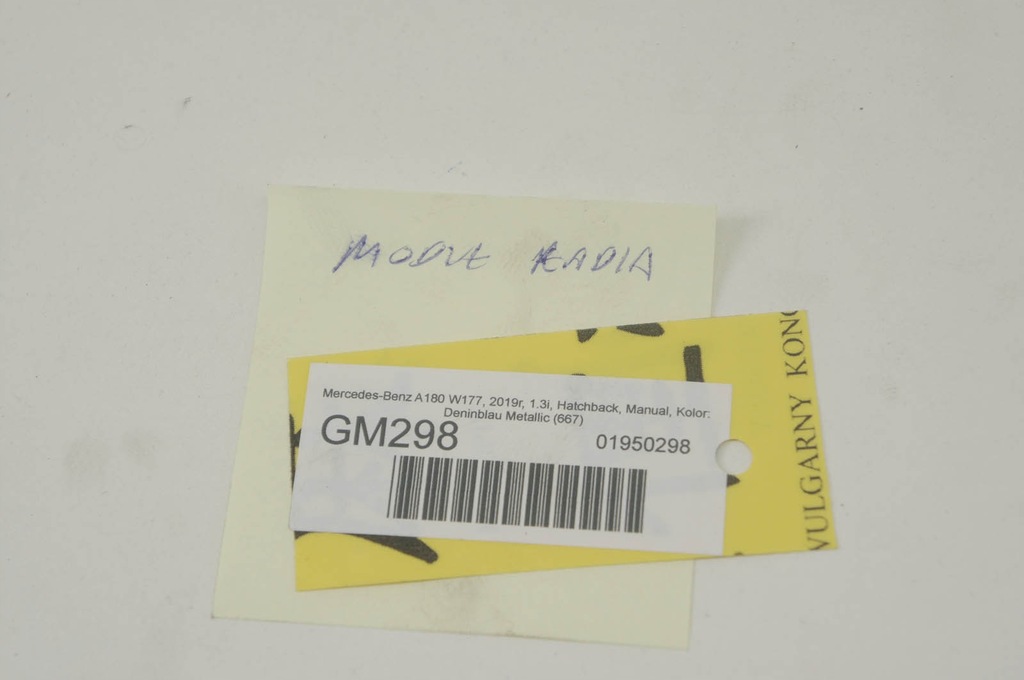 MODUŁ RADIA
Mercedes-Benz A180 W177, 2019r, 1.3i, Hatchback, Manual, Kolor:
Deninblau Metallic (667)
GM298
01950298
VULGARNY KON